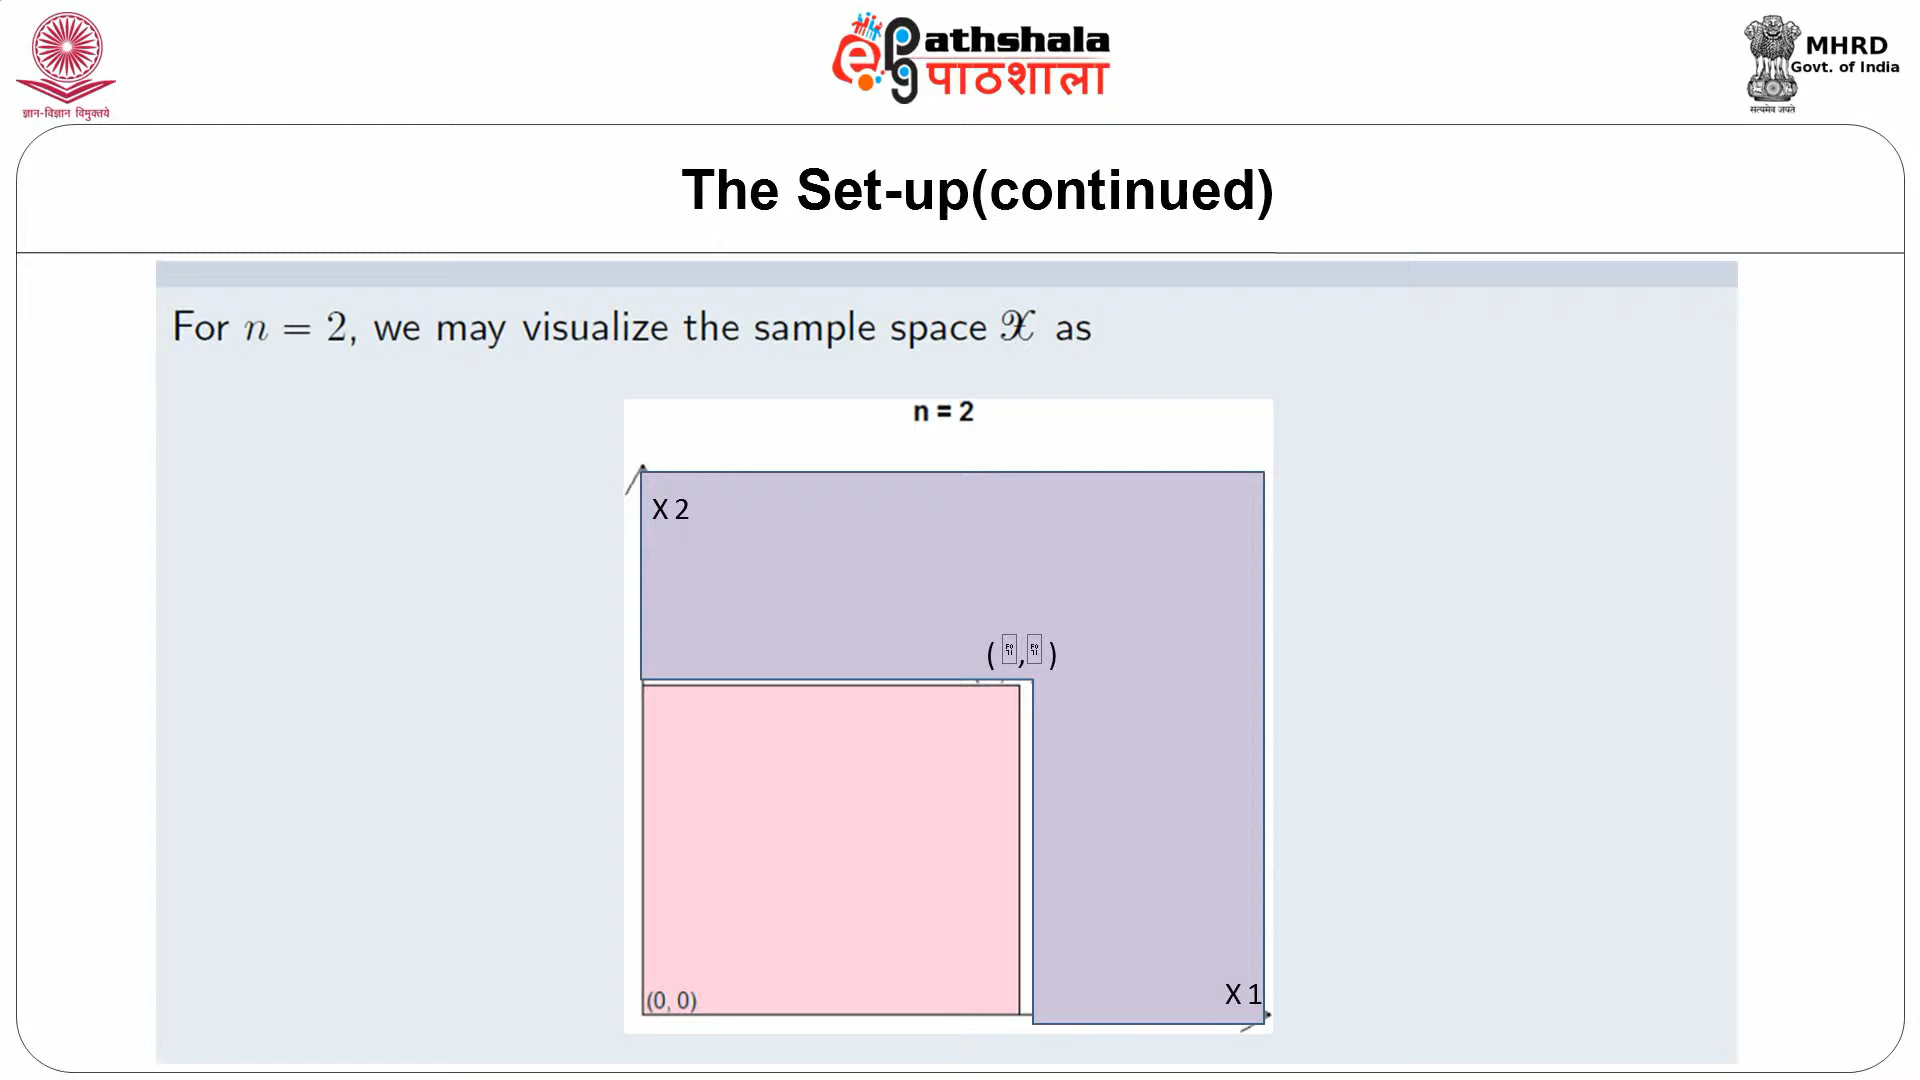 ज्ञान-विज्ञान विमुक्तये
ePathshala
पाठशाला
MHRD
Govt. of India
सत्यमेव जयते
The Set-up(continued)
For n = 2, we may visualize the sample space 𝒳 as
n = 2
X 2
( , )
(0, 0)
X 1